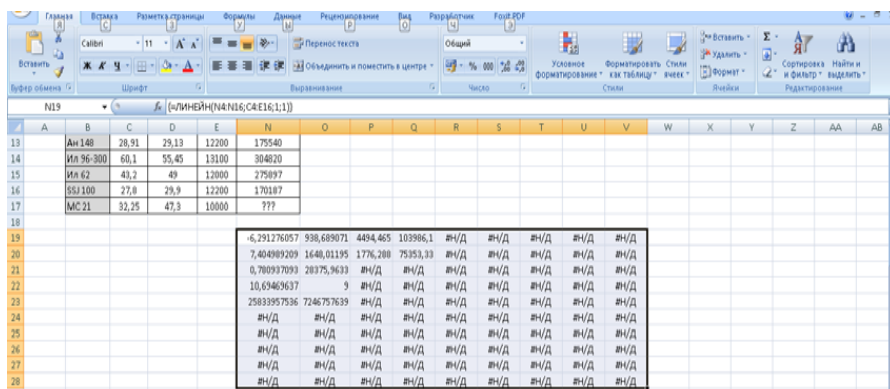 Главная Вставка Разметка страницы Формулы Данные Рецензирование Вид Разработчик Foxit PDF
Л С З У Ы Р О Ч Э
Вставить
Calibri 11
Ж К Ч
Перенос текста
Объединить и поместить в центре
Общий
% 000
Условное форматирование
Форматировать как таблицу
Стили ячеек
Вставить
Удалить
Формат
Сортировка и фильтр
Найти и выделить
Буфер обмена Шрифт Выравнивание Число Стили Ячейки Редактирование
N19 fx {=ЛИНЕЙН(N4:N16;C4:E16;1;1)}
A B C D E N O P Q R S T U V W X Y Z AA AB
13 Ан 148 28,91 29,13 12200 175540
14 Ил 96-300 60,1 55,45 13100 304820
15 Ил 62 43,2 49 12000 275897
16 SSJ 100 27,8 29,9 12200 170187
17 МС 21 32,25 47,3 10000 ???
18
19 -6,291276057 938,689071 4494,465 103986,1 #Н/Д #Н/Д #Н/Д #Н/Д #Н/Д
20 7,404989209 1648,01195 1776,288 75353,33 #Н/Д #Н/Д #Н/Д #Н/Д #Н/Д
21 0,780937093 28375,9633 #Н/Д #Н/Д #Н/Д #Н/Д #Н/Д #Н/Д #Н/Д
22 10,69469637 9 #Н/Д #Н/Д #Н/Д #Н/Д #Н/Д #Н/Д #Н/Д
23 25833957536 7246757639 #Н/Д #Н/Д #Н/Д #Н/Д #Н/Д #Н/Д #Н/Д
24 #Н/Д #Н/Д #Н/Д #Н/Д #Н/Д #Н/Д #Н/Д #Н/Д #Н/Д
25 #Н/Д #Н/Д #Н/Д #Н/Д #Н/Д #Н/Д #Н/Д #Н/Д #Н/Д
26 #Н/Д #Н/Д #Н/Д #Н/Д #Н/Д #Н/Д #Н/Д #Н/Д #Н/Д
27 #Н/Д #Н/Д #Н/Д #Н/Д #Н/Д #Н/Д #Н/Д #Н/Д #Н/Д
28 #Н/Д #Н/Д #Н/Д #Н/Д #Н/Д #Н/Д #Н/Д #Н/Д #Н/Д